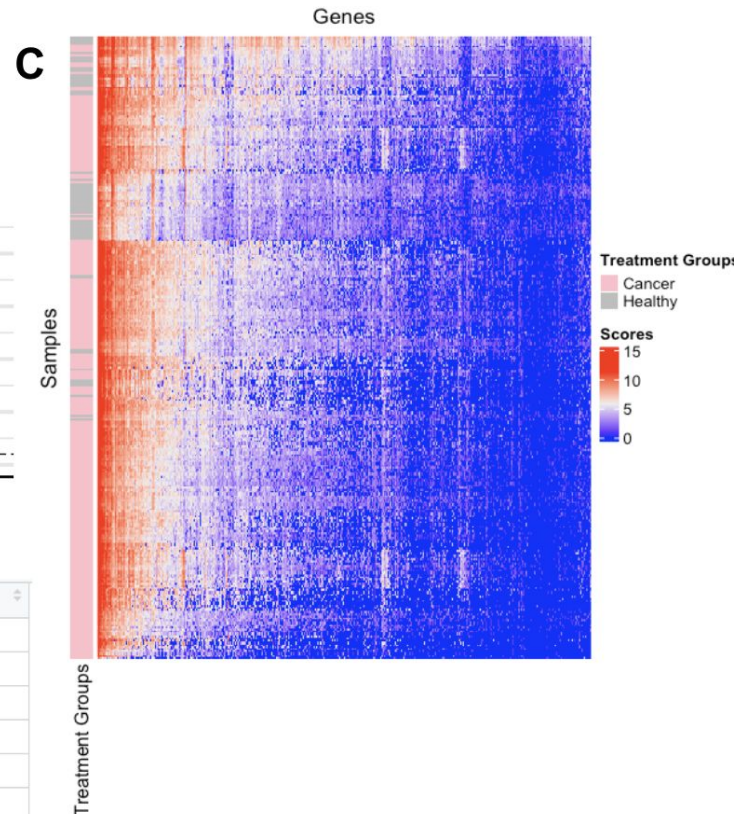 Genes
C
Samples
Treatment Groups
Treatment Groups
Cancer
Healthy
Scores
15
10
5
0